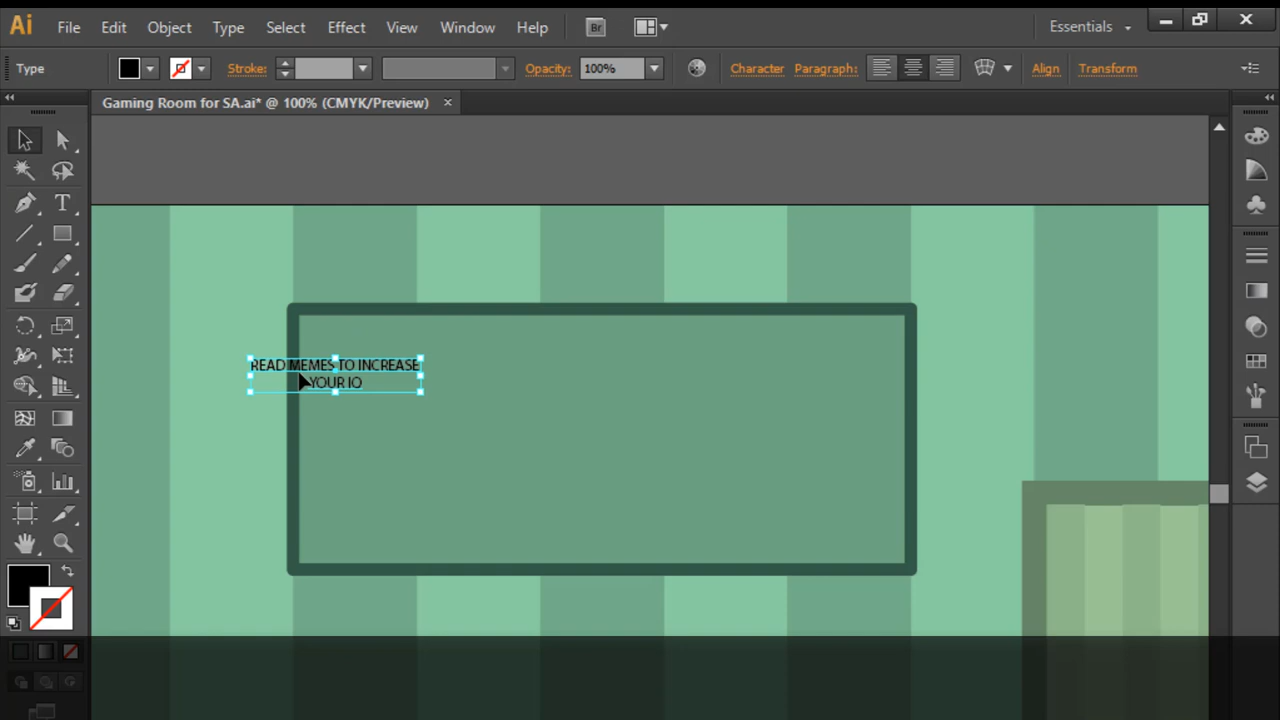 Ai File Edit Object Type Select Effect View Window Help Br Essentials
Type Stroke: Opacity: 100% Character Paragraph: Align Transform
Gaming Room for SA.ai* @ 100% (CMYK/Preview) ×
READ MEMES TO INCREASE
YOUR IQ